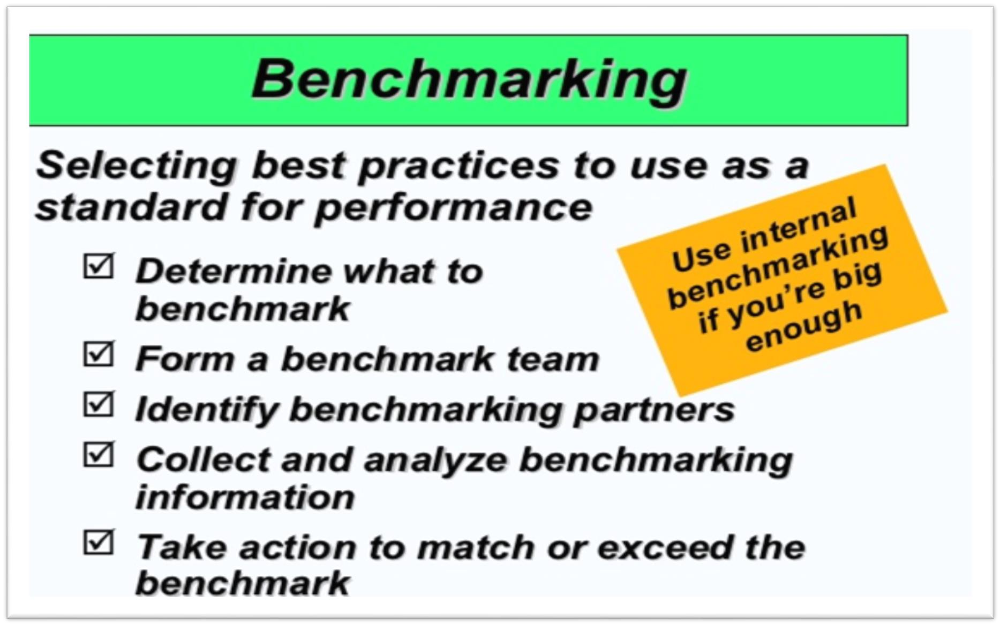 Benchmarking
Selecting best practices to use as a
standard for performance
Determine what to
benchmark
Form a benchmark team
Identify benchmarking partners
Collect and analyze benchmarking
information
Take action to match or exceed the
benchmark
Use internal
benchmarking
if you’re big
enough